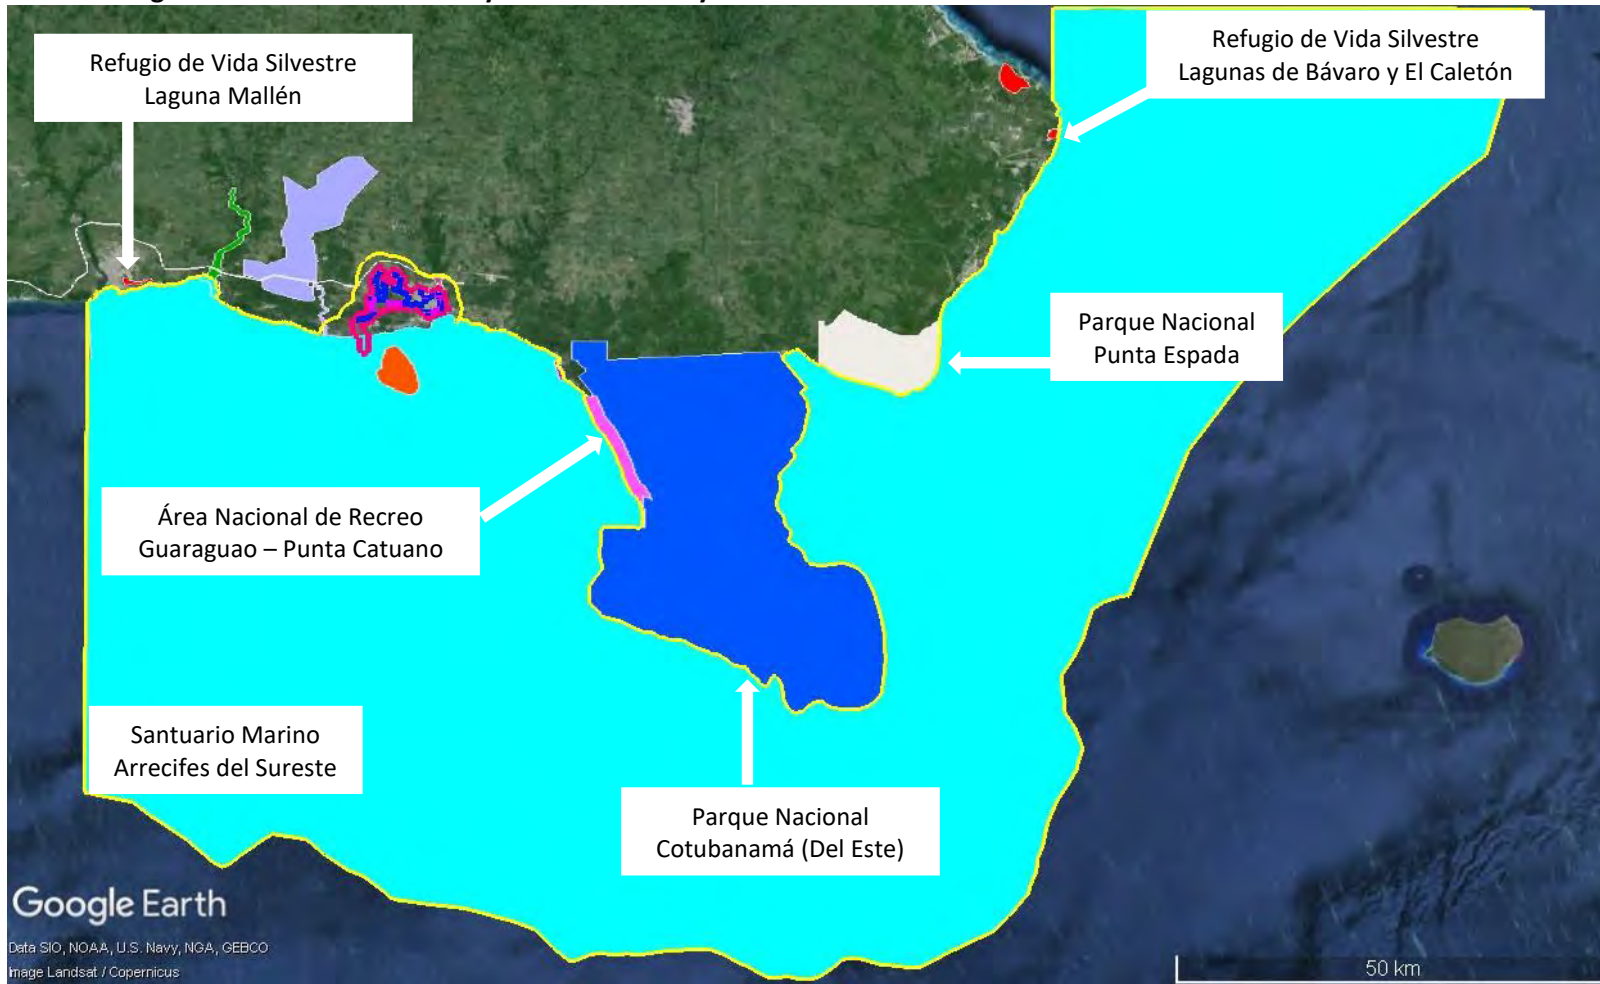 Refugio de Vida Silvestre
Laguna Mallén
Refugio de Vida Silvestre
Lagunas de Bávaro y El Caletón
Parque Nacional
Punta Espada
Área Nacional de Recreo
Guaraguao – Punta Catuano
Santuario Marino
Arrecifes del Sureste
Parque Nacional
Cotubanamá (Del Este)
Google Earth
Data SIO, NOAA, U.S. Navy, NGA, GEBCO
Image Landsat / Copernicus
50 km